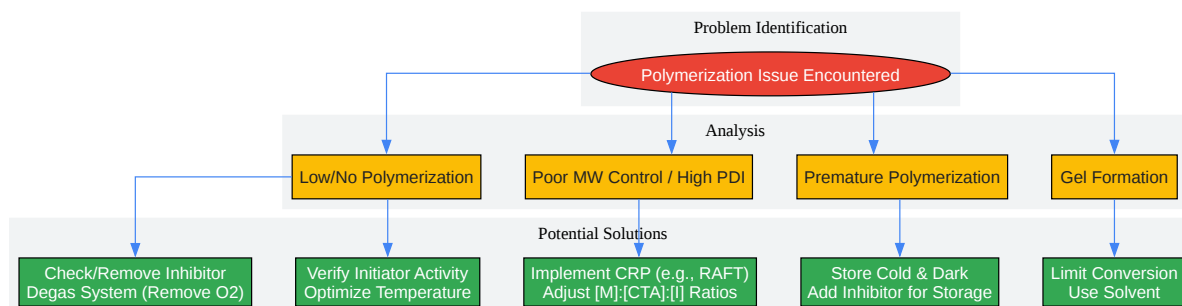 Problem Identification
Polymerization Issue Encountered
Analysis
Low/No Polymerization
Poor MW Control / High PDI
Premature Polymerization
Gel Formation
Potential Solutions
Check/Remove Inhibitor
Degas System (Remove O2)
Verify Initiator Activity
Optimize Temperature
Implement CRP (e.g., RAFT)
Adjust [M]:[CTA]:[I] Ratios
Store Cold & Dark
Add Inhibitor for Storage
Limit Conversion
Use Solvent